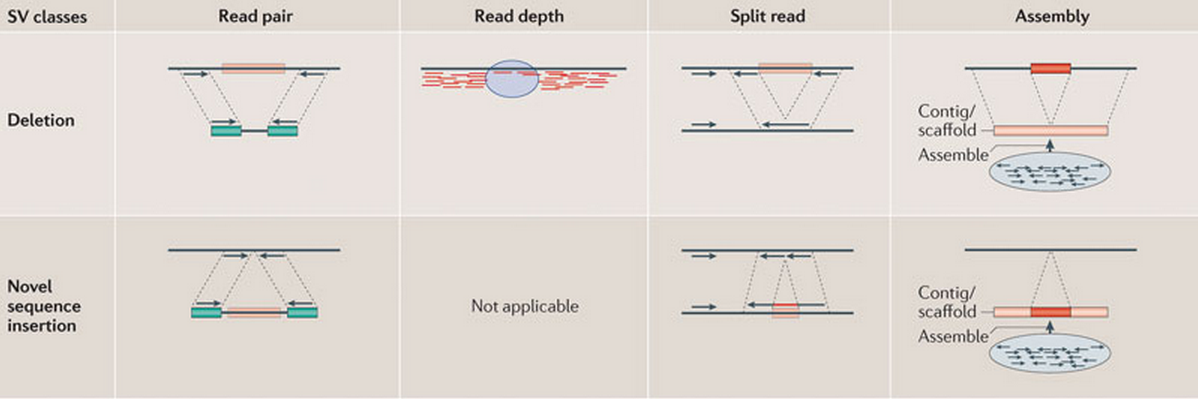 SV classes
Read pair
Read depth
Split read
Assembly
Deletion
Contig/
scaffold
Assemble
Novel
sequence
insertion
Not applicable
Contig/
scaffold
Assemble